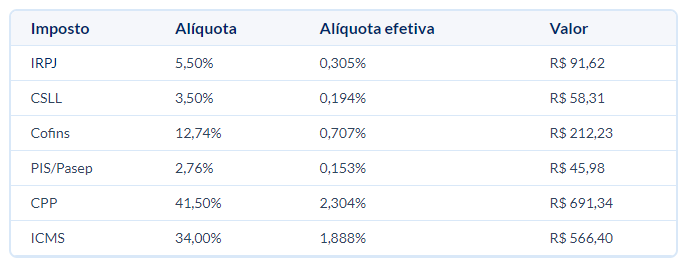 Imposto Alíquota Alíquota efetiva Valor
IRPJ 5,50% 0,305% R$ 91,62
CSLL 3,50% 0,194% R$ 58,31
Cofins 12,74% 0,707% R$ 212,23
PIS/Pasep 2,76% 0,153% R$ 45,98
CPP 41,50% 2,304% R$ 691,34
ICMS 34,00% 1,888% R$ 566,40